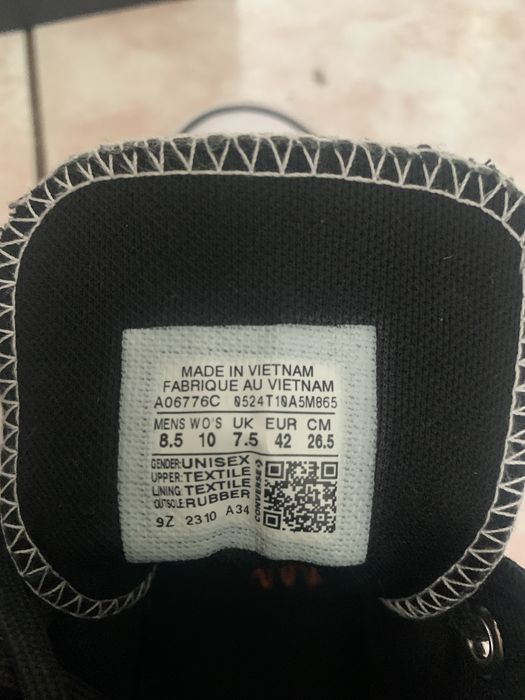 MADE IN VIETNAM
FABRIQUE AU VIETNAM
A06776C 0524T10A5M865
MENS WO'S UK EUR CM
8.5 10 7.5 42 26.5
GENDER: UNISEX
UPPER: TEXTILE
LINING: TEXTILE
OUTSOLE: RUBBER
CONVERSE
9Z 2310 A34